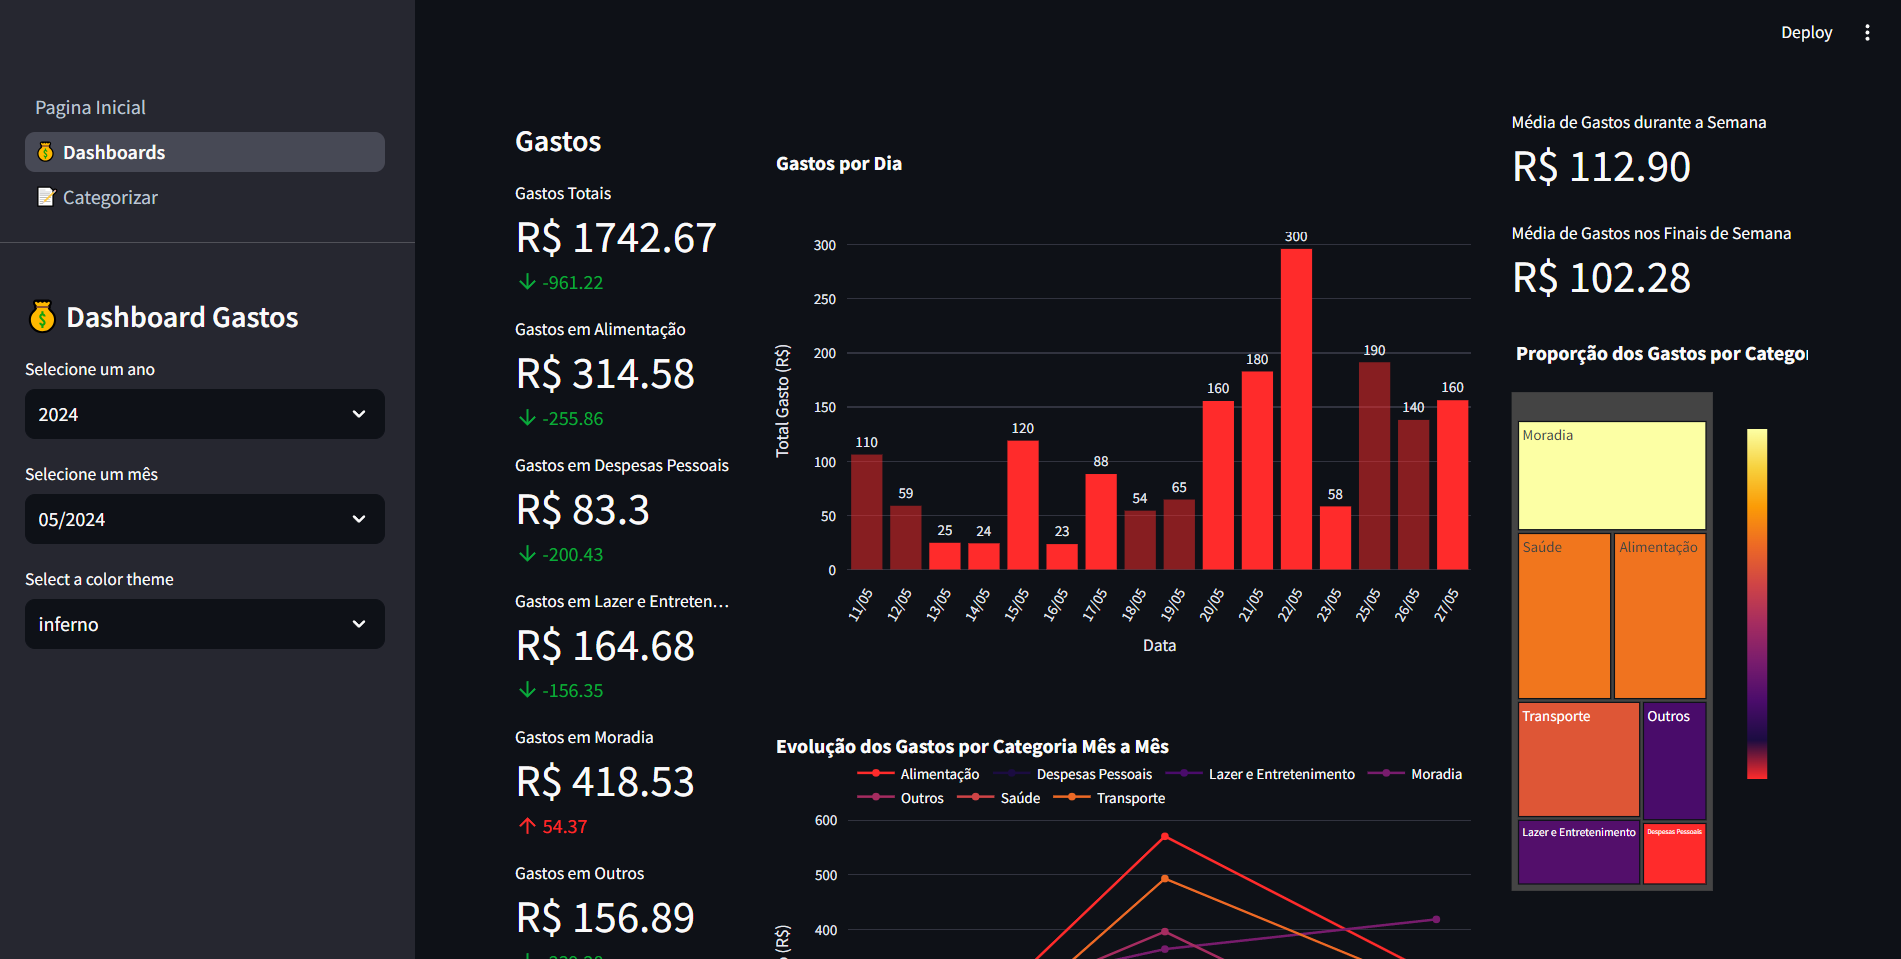 Deploy
Pagina Inicial
Dashboards
Categorizar
Dashboard Gastos
Selecione um ano
2024
Selecione um mês
05/2024
Select a color theme
inferno
Gastos
Gastos Totais
R$ 1742.67
-961.22
Gastos em Alimentação
R$ 314.58
-255.86
Gastos em Despesas Pessoais
R$ 83.3
-200.43
Gastos em Lazer e Entreten...
R$ 164.68
-156.35
Gastos em Moradia
R$ 418.53
54.37
Gastos em Outros
R$ 156.89
Gastos por Dia
Total Gasto (R$)
300
250
200
150
100
50
0
110
59
25
24
120
23
88
54
65
160
180
300
58
190
140
160
11/05
12/05
13/05
14/05
15/05
16/05
17/05
18/05
19/05
20/05
21/05
22/05
23/05
25/05
26/05
27/05
Data
Evolução dos Gastos por Categoria Mês a Mês
Alimentação
Despesas Pessoais
Lazer e Entretenimento
Moradia
Outros
Saúde
Transporte
600
500
400
(R$)
Média de Gastos durante a Semana
R$ 112.90
Média de Gastos nos Finais de Semana
R$ 102.28
Proporção dos Gastos por Catego
Moradia
Saúde
Alimentação
Transporte
Outros
Lazer e Entretenimento
Despesas Pessoais